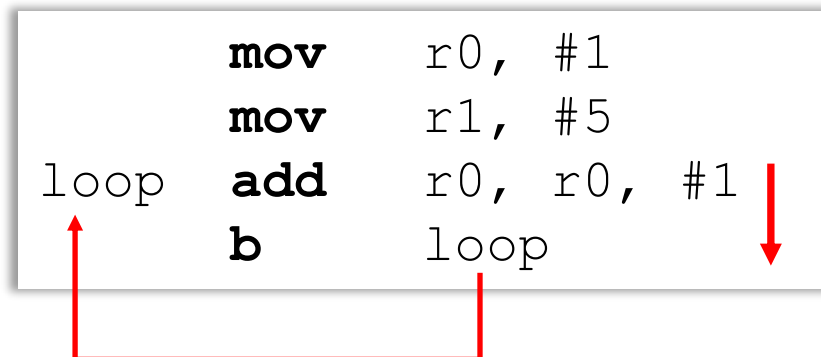 mov r0, #1
mov r1, #5
loop add r0, r0, #1
b loop